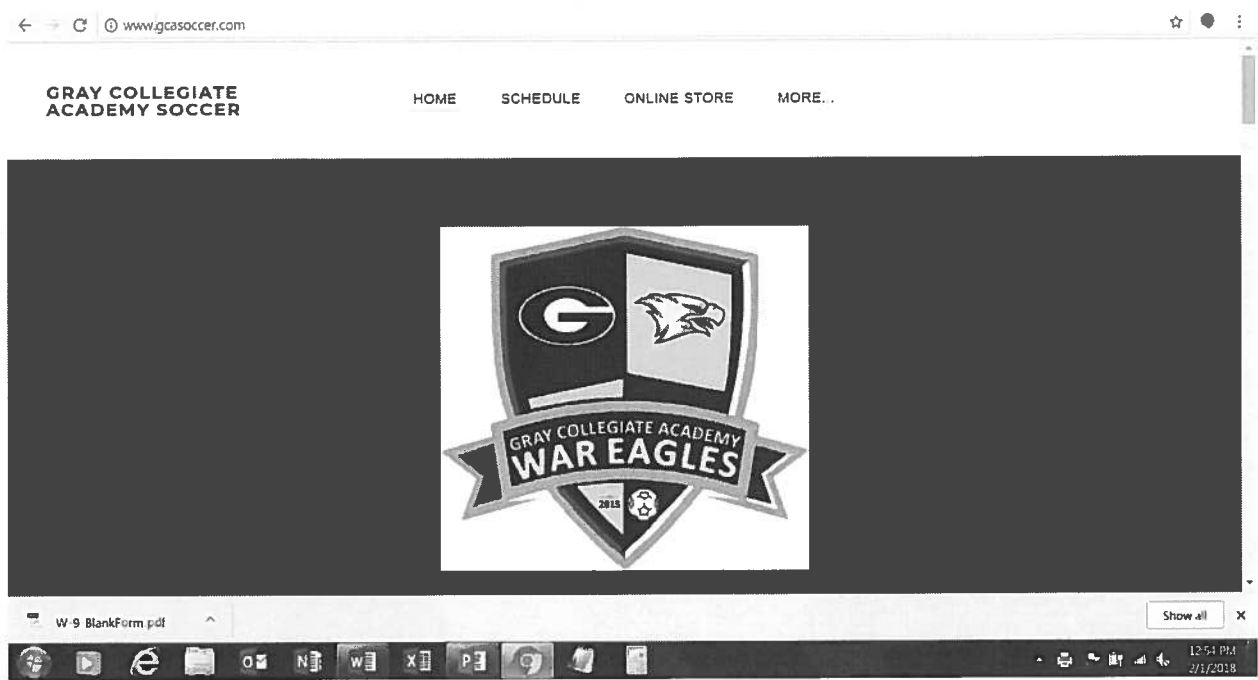 www.gcasoccer.com
GRAY COLLEGIATE
ACADEMY SOCCER
HOME SCHEDULE ONLINE STORE MORE...
G
GRAY COLLEGIATE ACADEMY
WAR EAGLES
2015
W-9 BlankForm.pdf
Show all
12:54 PM
2/1/2018